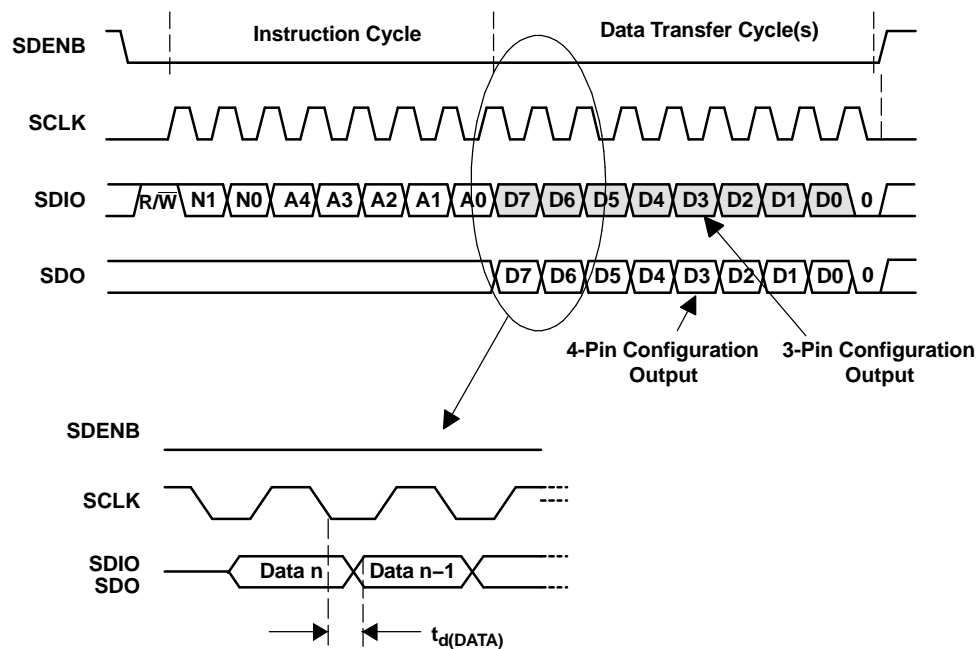 Instruction Cycle Data Transfer Cycle(s)
SDENB
SCLK
SDIO R/W̅ N1 N0 A4 A3 A2 A1 A0 D7 D6 D5 D4 D3 D2 D1 D0 0
SDO D7 D6 D5 D4 D3 D2 D1 D0 0
4-Pin Configuration Output
3-Pin Configuration Output
SDENB
SCLK
SDIO
SDO
Data n Data n−1
td(DATA)